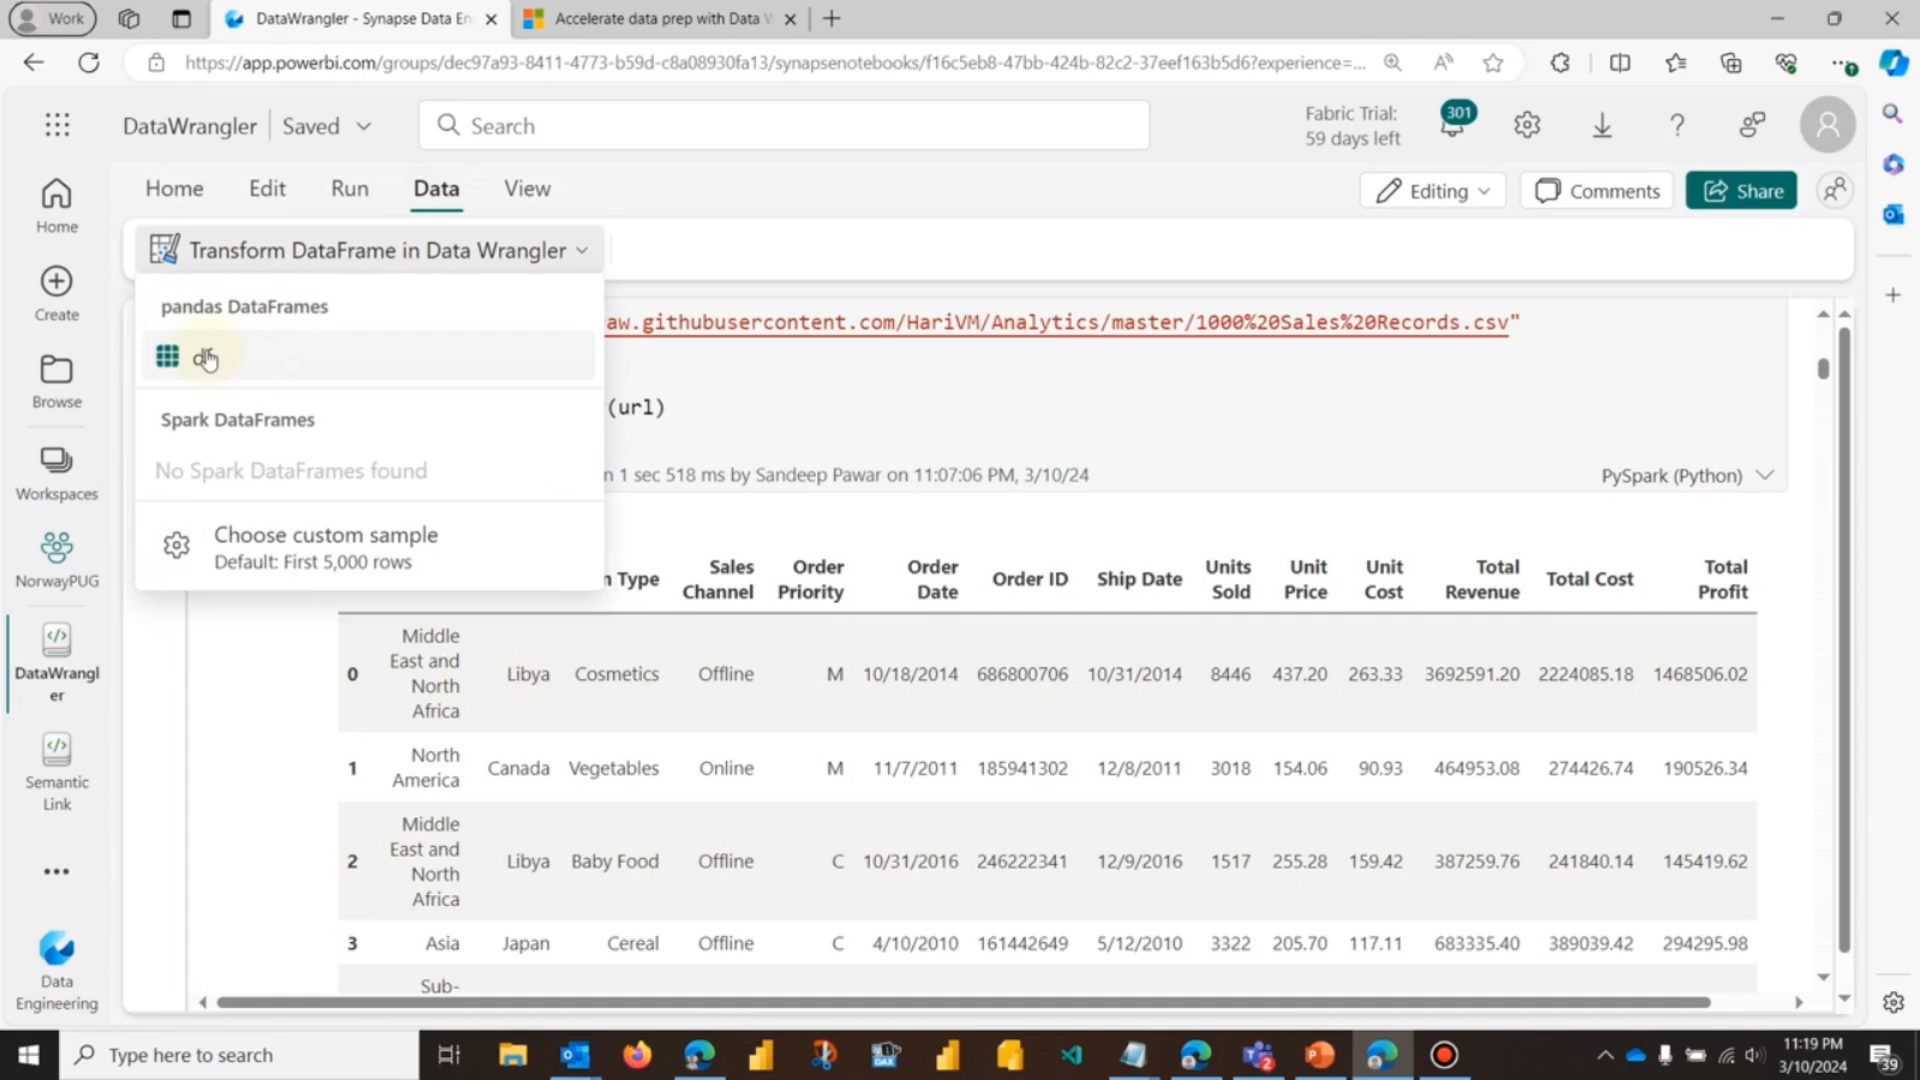 Work
DataWrangler - Synapse Data En
Accelerate data prep with Data W
https://app.powerbi.com/groups/dec97a93-8411-4773-b59d-c8a08930fa13/synapsenotebooks/f16c5eb8-47bb-424b-82c2-37eef163b5d6?experience=...
DataWrangler
Saved
Search
Fabric Trial:
59 days left
301
Home
Edit
Run
Data
View
Editing
Comments
Share
Home
Create
Browse
Workspaces
NorwayPUG
DataWrangl
er
Semantic
Link
Data
Engineering
Transform DataFrame in Data Wrangler
pandas DataFrames
Spark DataFrames
No Spark DataFrames found
Choose custom sample
Default: First 5,000 rows
aw.githubusercontent.com/HariVM/Analytics/master/1000%20Sales%20Records.csv"
(url)
n 1 sec 518 ms by Sandeep Pawar on 11:07:06 PM, 3/10/24
PySpark (Python)
Type Sales Channel Order Priority Order Date Order ID Ship Date Units Sold Unit Price Unit Cost Total Revenue Total Cost Total Profit
0 Middle East and North Africa Libya Cosmetics Offline M 10/18/2014 686800706 10/31/2014 8446 437.20 263.33 3692591.20 2224085.18 1468506.02
1 North America Canada Vegetables Online M 11/7/2011 185941302 12/8/2011 3018 154.06 90.93 464953.08 274426.74 190526.34
2 Middle East and North Africa Libya Baby Food Offline C 10/31/2016 246222341 12/9/2016 1517 255.28 159.42 387259.76 241840.14 145419.62
3 Asia Japan Cereal Offline C 4/10/2010 161442649 5/12/2010 3322 205.70 117.11 683335.40 389039.42 294295.98
Sub-
Type here to search
DAX
2
11:19 PM
3/10/2024
39